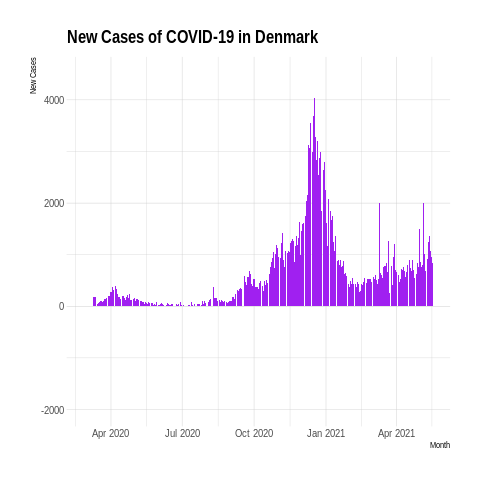 New Cases of COVID-19 in Denmark
New Cases
4000
2000
0
-2000
Apr 2020 Jul 2020 Oct 2020 Jan 2021 Apr 2021
Month